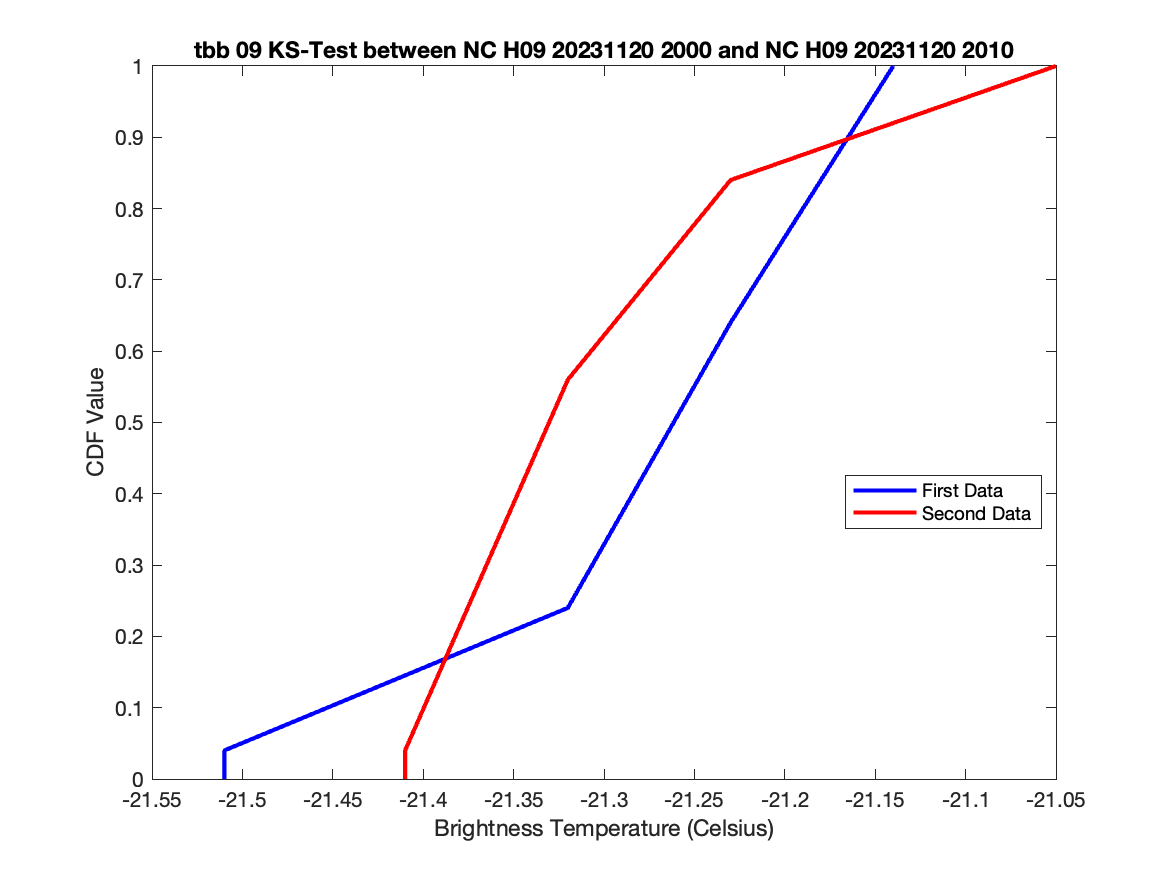 tbb 09 KS-Test between NC H09 20231120 2000 and NC H09 20231120 2010
1
0.9
0.8
0.7
0.6
0.5
0.4
0.3
0.2
0.1
0
CDF Value
First Data
Second Data
-21.55 -21.5 -21.45 -21.4 -21.35 -21.3 -21.25 -21.2 -21.15 -21.1 -21.05
Brightness Temperature (Celsius)